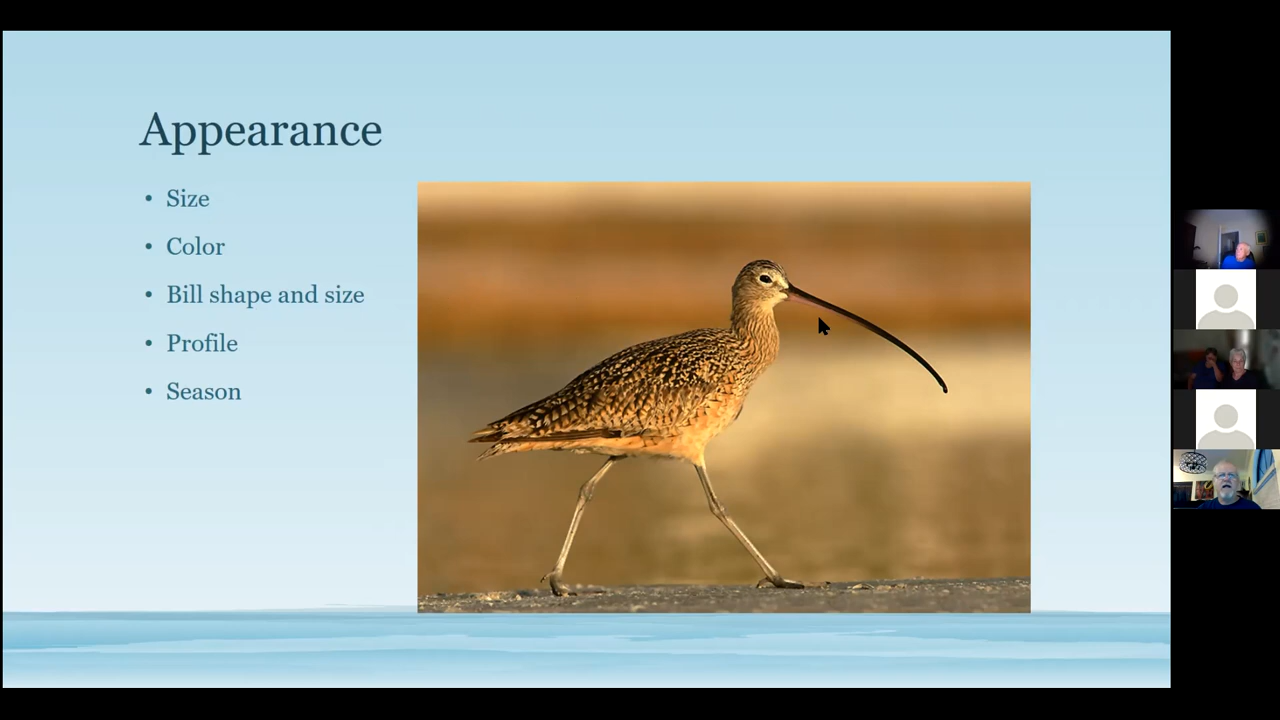 Appearance
• Size
• Color
• Bill shape and size
• Profile
• Season